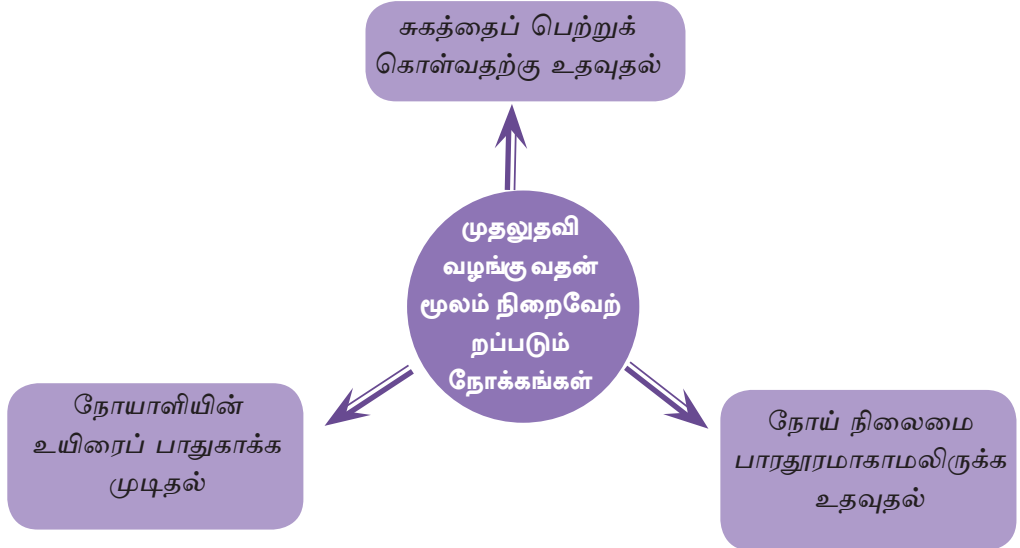 சுகத்தைப் பெற்றுக்
கொள்வதற்கு உதவுதல்
முதலுதவி
வழங்கு வதன்
மூலம் நிறைவேற்
றப்படும்
நோக்கங்கள்
நோயாளியின்
உயிரைப் பாதுகாக்க
முடிதல்
நோய் நிலைமை
பாரதூரமாகாமலிருக்க
உதவுதல்